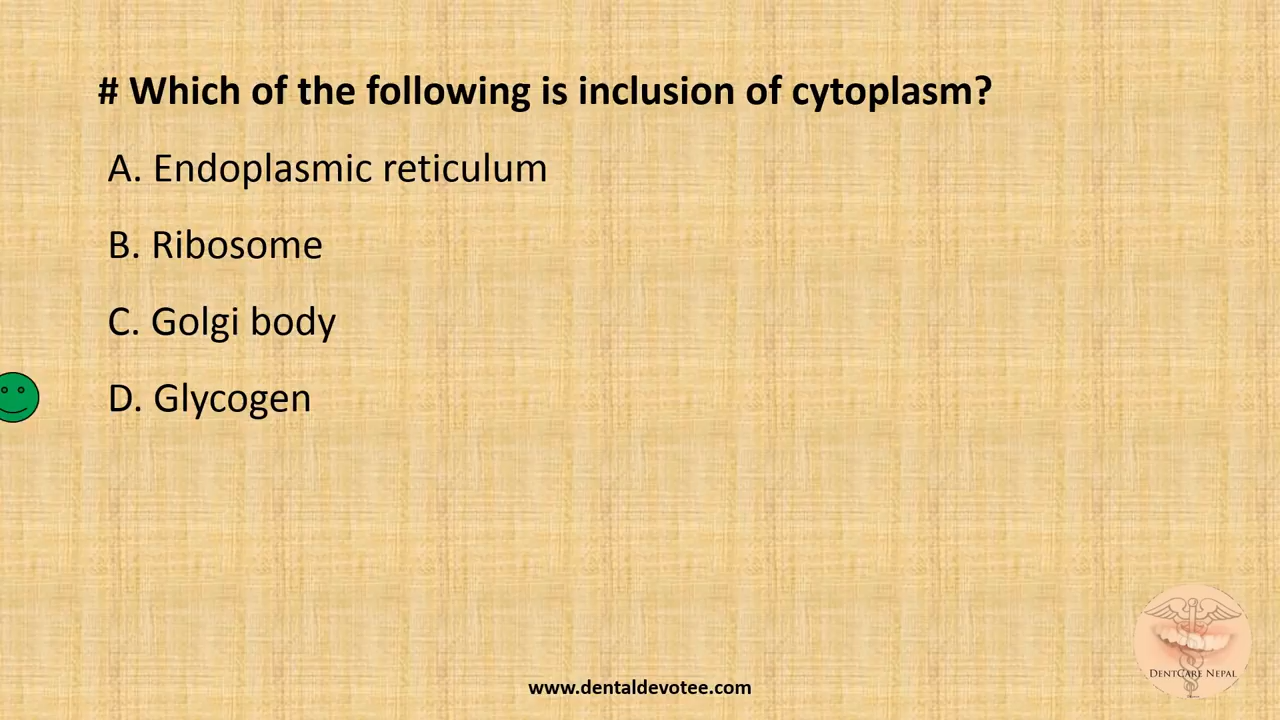 # Which of the following is inclusion of cytoplasm?
A. Endoplasmic reticulum
B. Ribosome
C. Golgi body
D. Glycogen
DENTCARE NEPAL
www.dentaldevotee.com